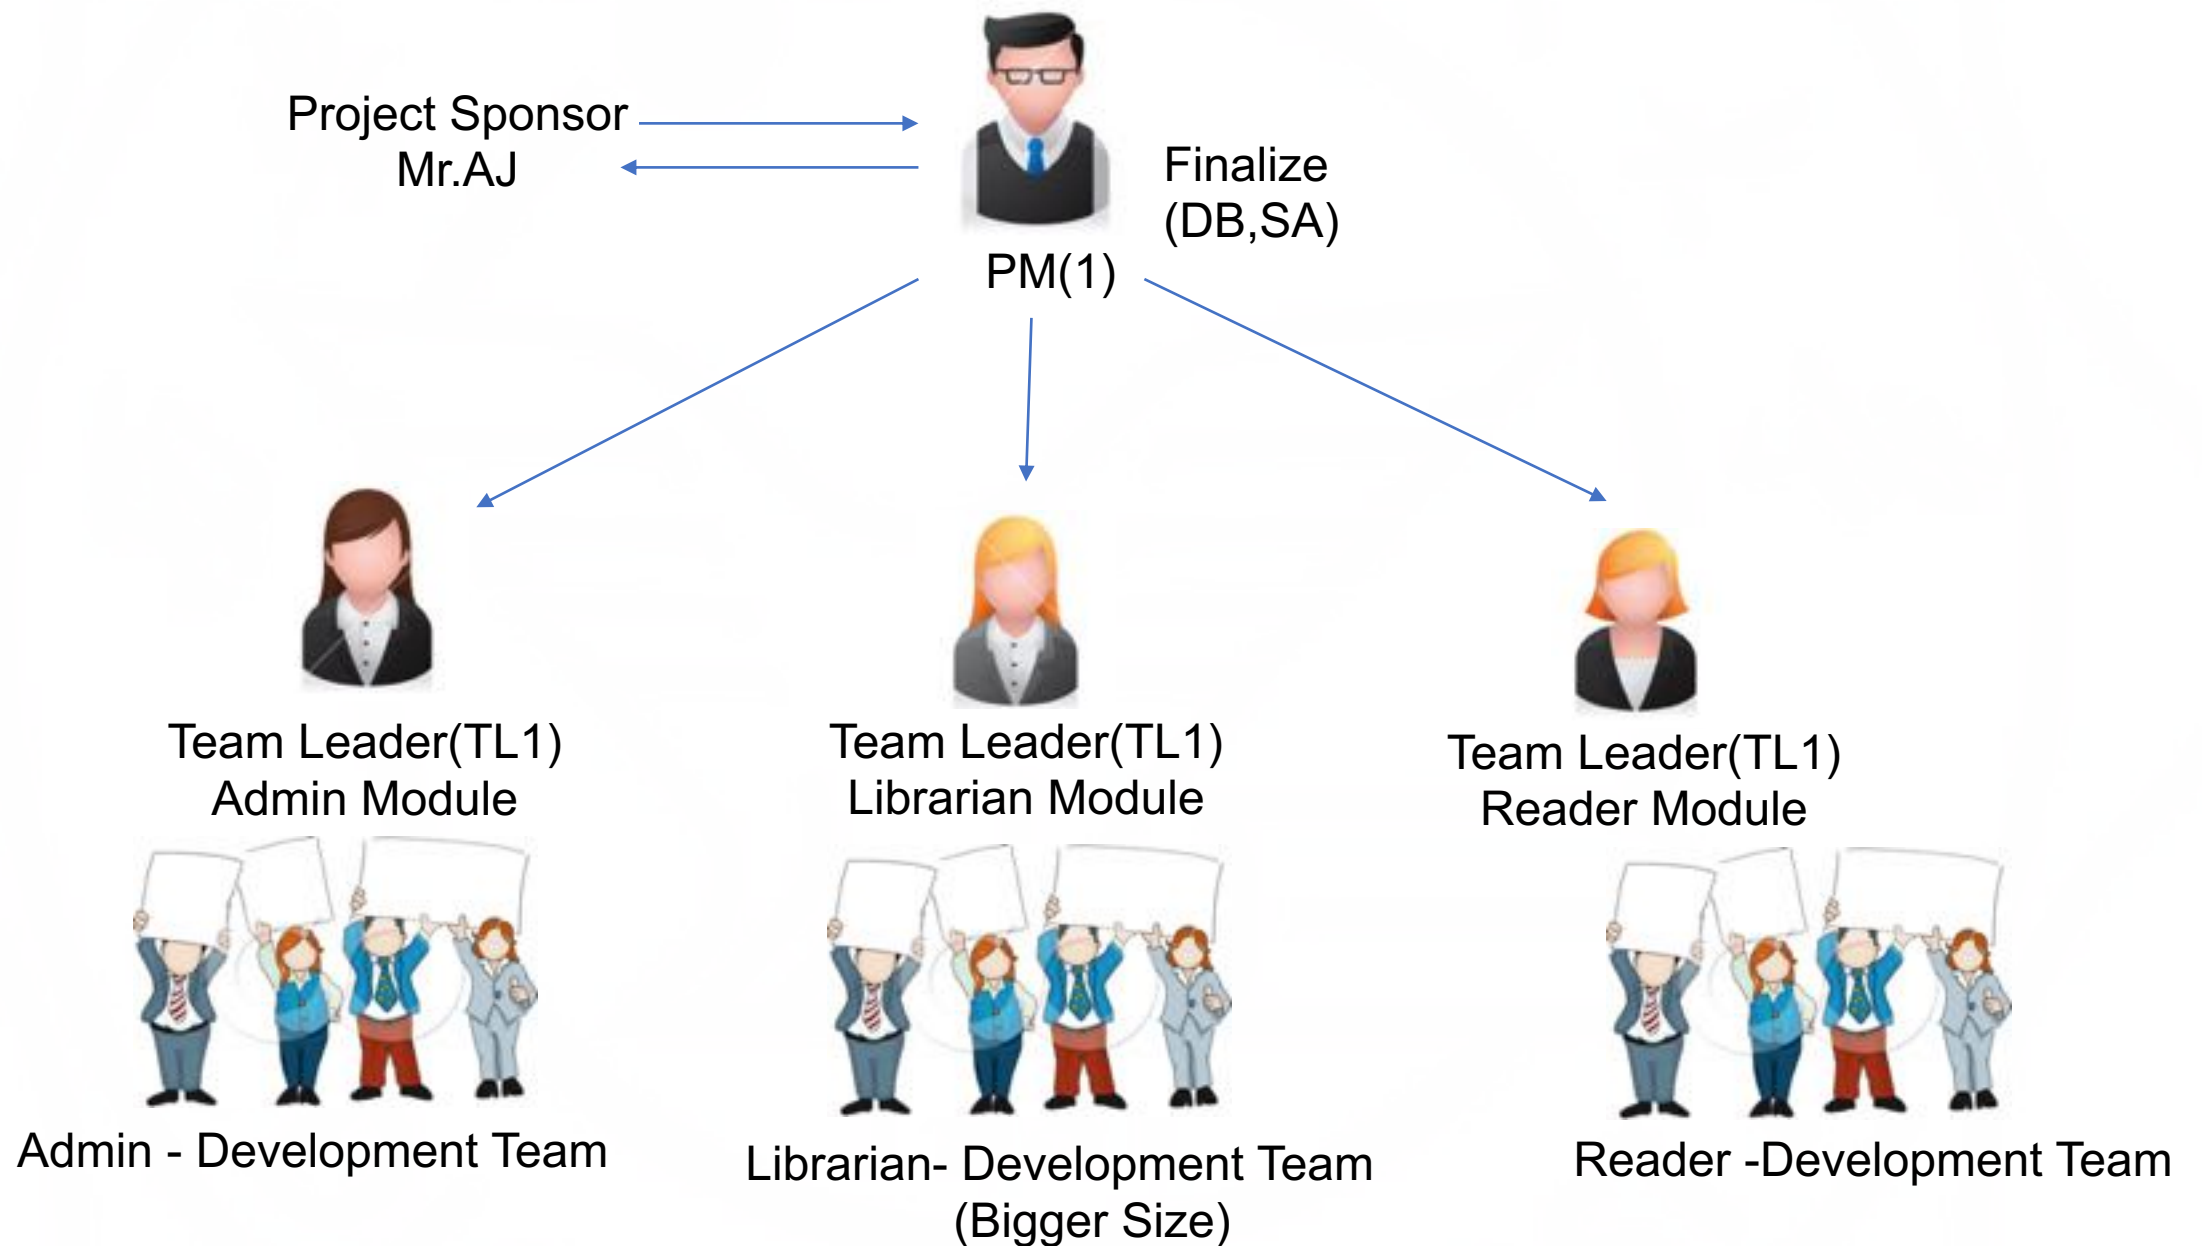 Project Sponsor
Mr.AJ
Finalize
(DB,SA)
PM(1)
Team Leader(TL1)
Admin Module
Team Leader(TL1)
Librarian Module
Team Leader(TL1)
Reader Module
Admin - Development Team
Librarian- Development Team
(Bigger Size)
Reader -Development Team